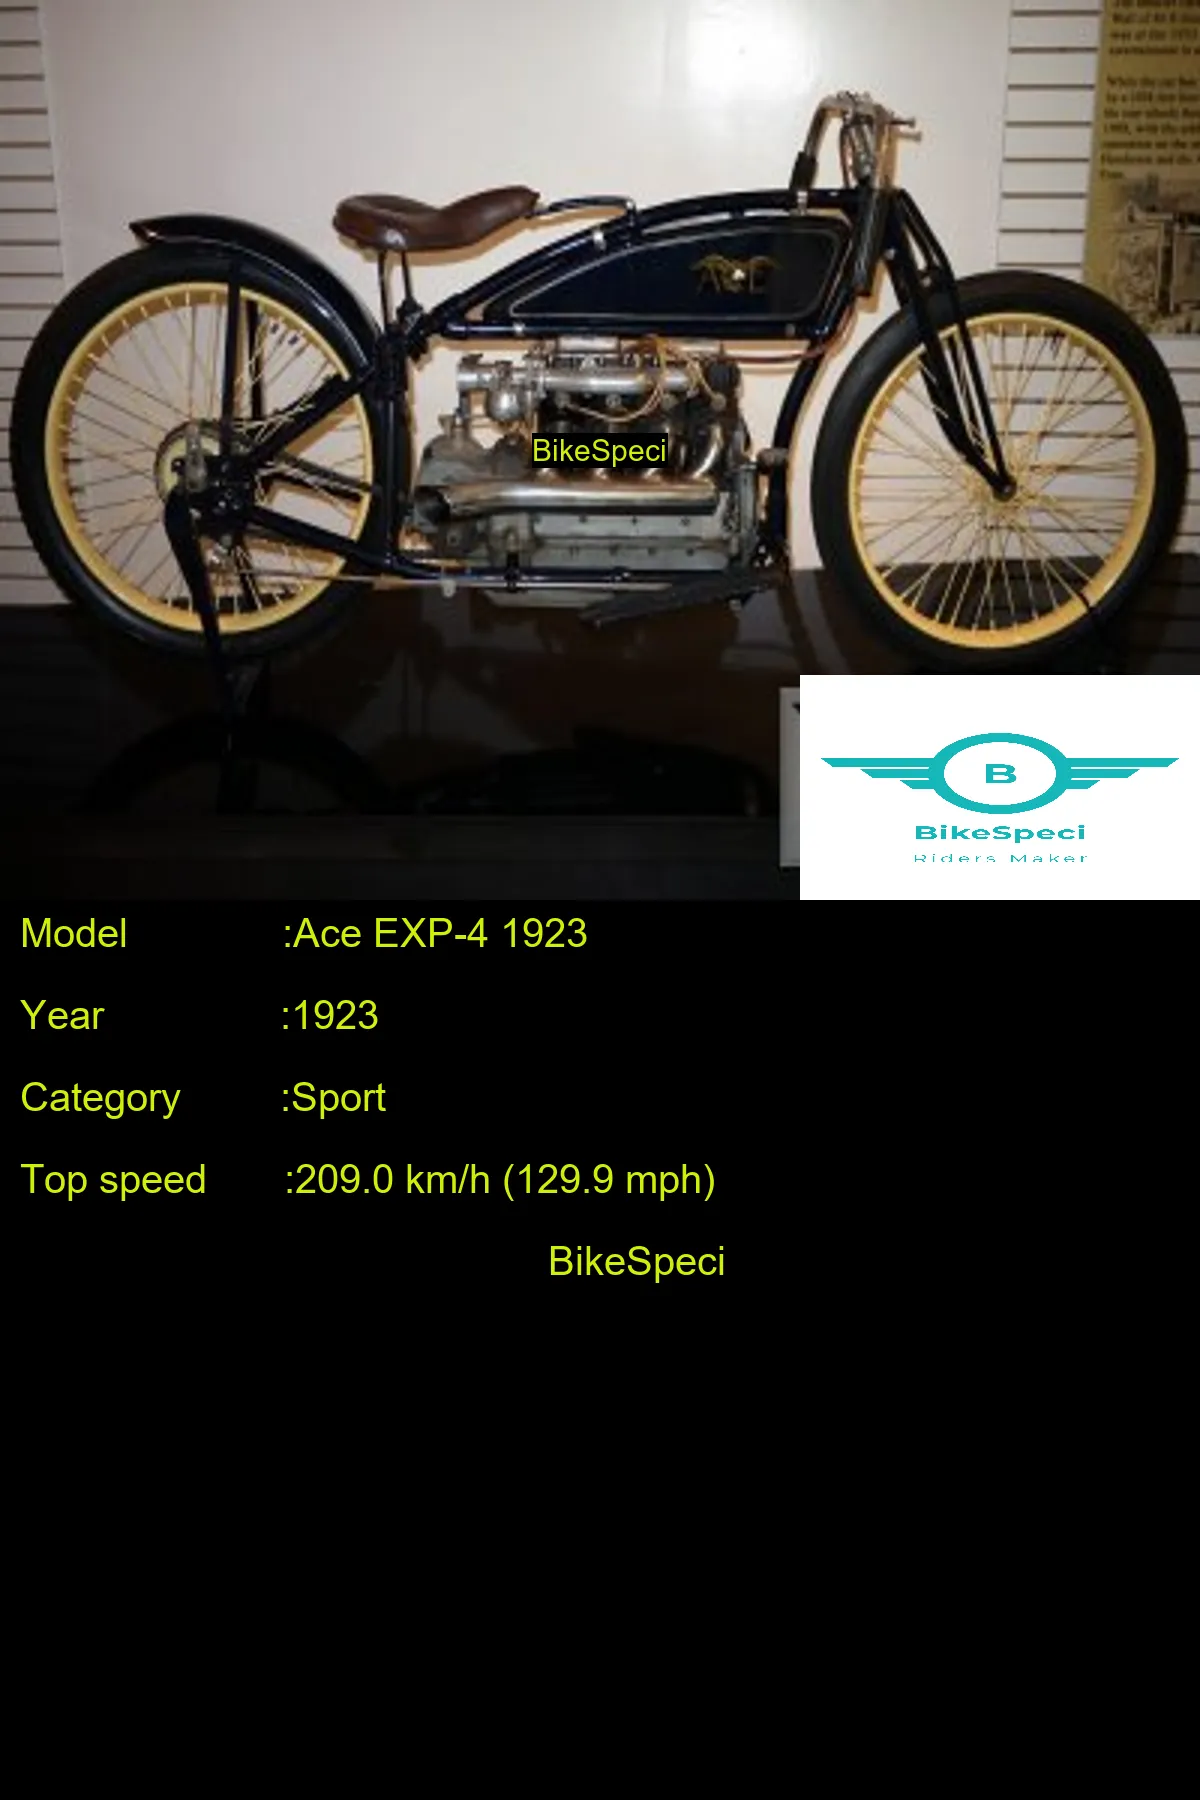 ACE
BikeSpeci
B
BikeSpeci
Riders Maker
Model :Ace EXP-4 1923
Year :1923
Category :Sport
Top speed :209.0 km/h (129.9 mph)
BikeSpeci